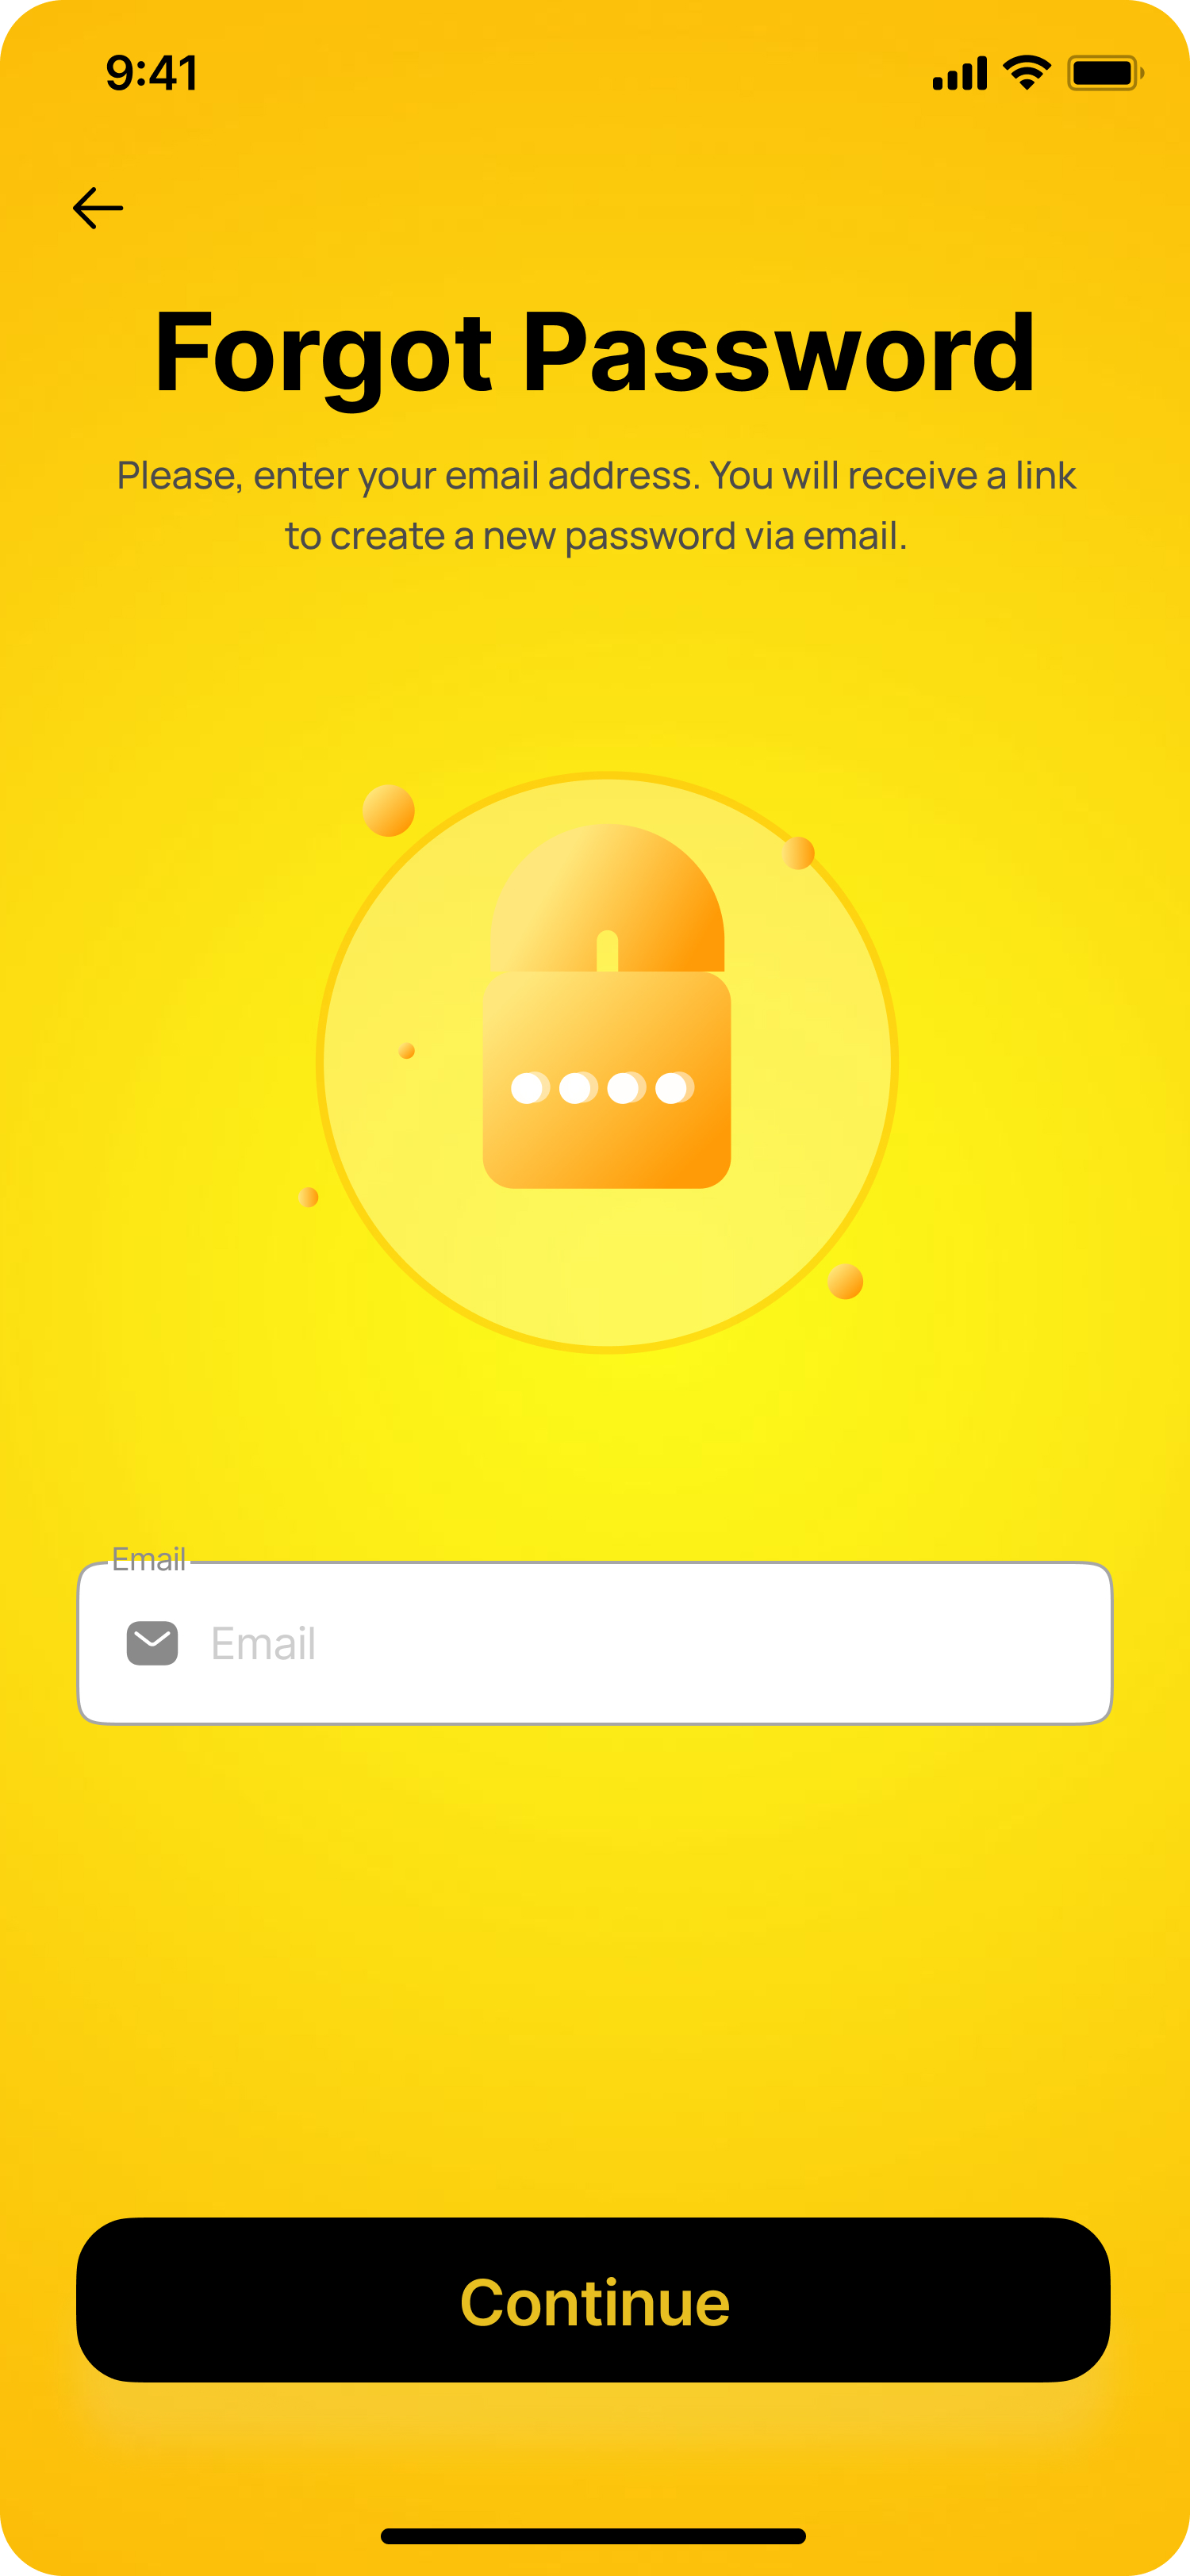 9:41
Forgot Password
Please, enter your email address. You will receive a link
to create a new password via email.
Email
Email
Continue